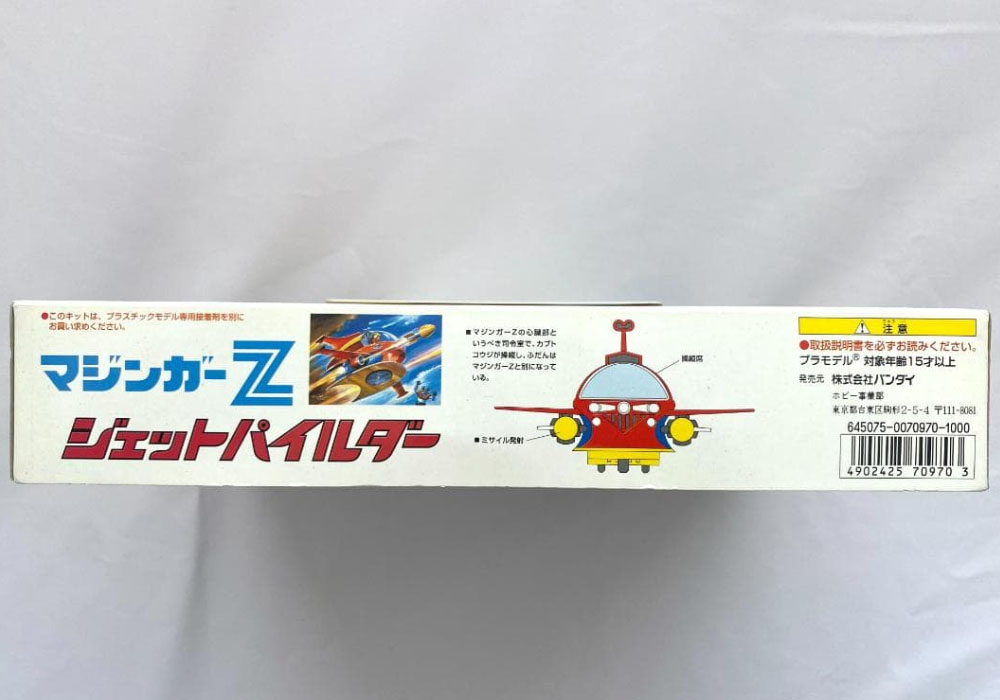 ●このキットは、プラスチックモデル専用接着剤を別に
お買い求めください。
マジンガーZ
ジェットパイルダー
■マジンガーZの心臓部と
いうべき司令室で、カブト
コウジが操縦し、ふだんは
マジンガーZと別になって
いる。
操縦席
■ミサイル発射
注意
●取扱説明書を必ずお読みください。
プラモデル® 対象年齢15才以上
発売元 株式会社バンダイ
ホビー事業部
東京都台東区駒形2-5-4 〒111-8081
645075-0070970-1000
4902425 70970 3